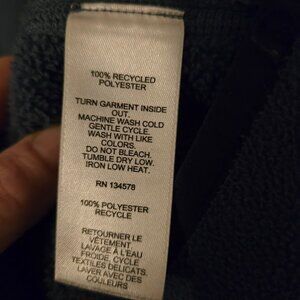 100% RECYCLED
POLYESTER
TURN GARMENT INSIDE
OUT.
MACHINE WASH COLD
GENTLE CYCLE.
WASH WITH LIKE
COLORS.
DO NOT BLEACH.
TUMBLE DRY LOW.
IRON LOW HEAT.
RN 134578
100% POLYESTER
RECYCLE
RETOURNER LE
VÊTEMENT.
LAVAGE À L'EAU
FROIDE, CYCLE
TEXTILES DÉLICATS.
LAVER AVEC DES
COULEURS